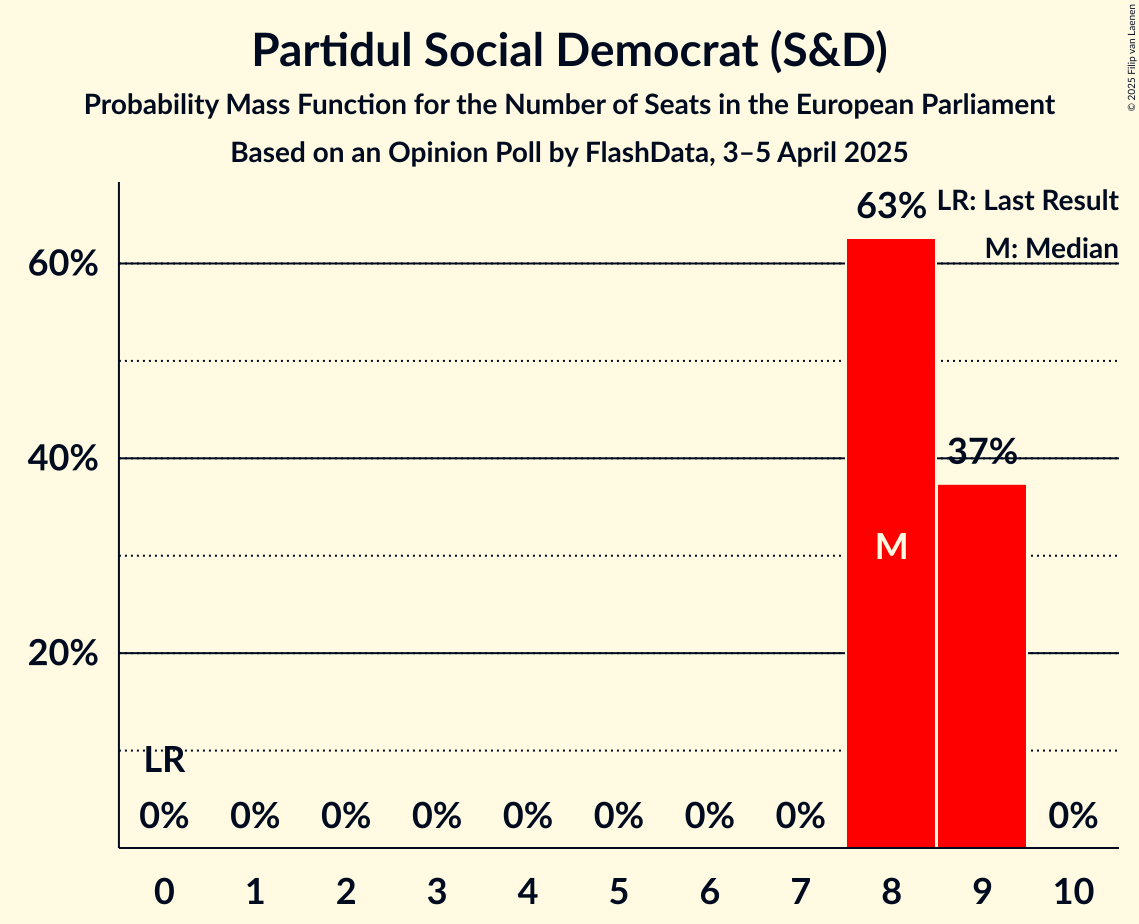 Partidul Social Democrat (S&D)
Probability Mass Function for the Number of Seats in the European Parliament
Based on an Opinion Poll by FlashData, 3–5 April 2025
© 2025 Filip van Laenen
LR: Last Result
M: Median
63%
60%
37%
40%
M
20%
LR
0% 0% 0% 0% 0% 0% 0% 0% 0%
0 1 2 3 4 5 6 7 8 9 10